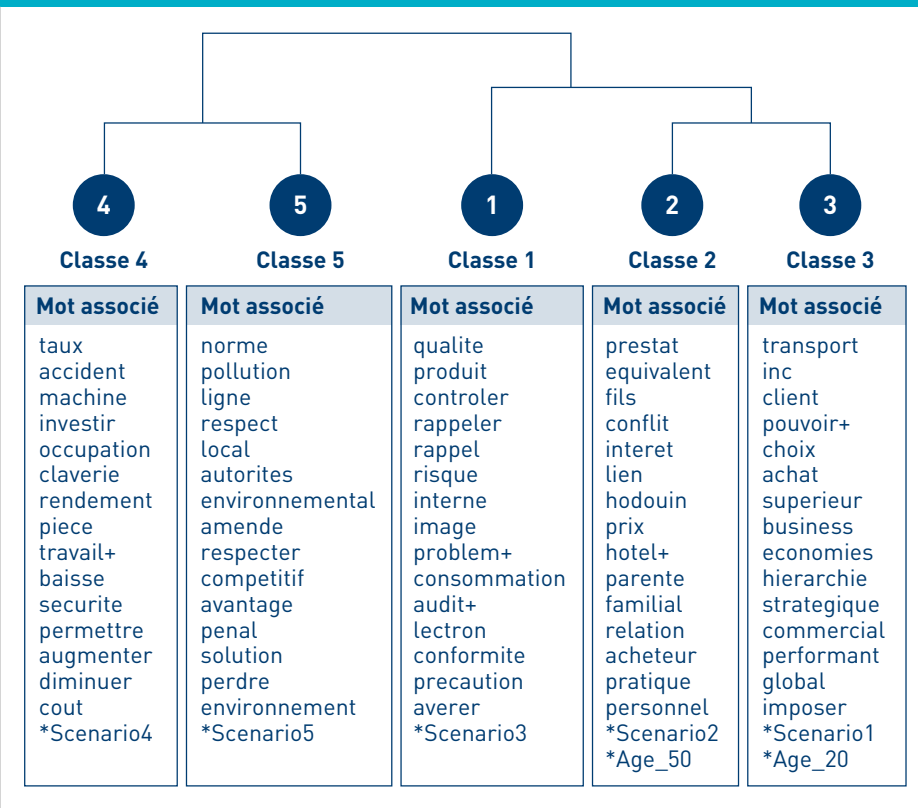 4
5
1
2
3
Classe 4
Classe 5
Classe 1
Classe 2
Classe 3
Mot associé
taux
accident
machine
investir
occupation
claverie
rendement
piece
travail+
baisse
securite
permettre
augmenter
diminuer
cout
*Scenario4
Mot associé
norme
pollution
ligne
respect
local
autorites
environnemental
amende
respecter
competitif
avantage
penal
solution
perdre
environnement
*Scenario5
Mot associé
qualite
produit
controler
rappeler
rappel
risque
interne
image
problem+
consommation
audit+
lectron
conformite
precaution
averer
*Scenario3
Mot associé
prestat
equivalent
fils
conflit
interet
lien
hodouin
prix
hotel+
parente
familial
relation
acheteur
pratique
personnel
*Scenario2
*Age_50
Mot associé
transport
inc
client
pouvoir+
choix
achat
superieur
business
economies
hierarchie
strategique
commercial
performant
global
imposer
*Scenario1
*Age_20